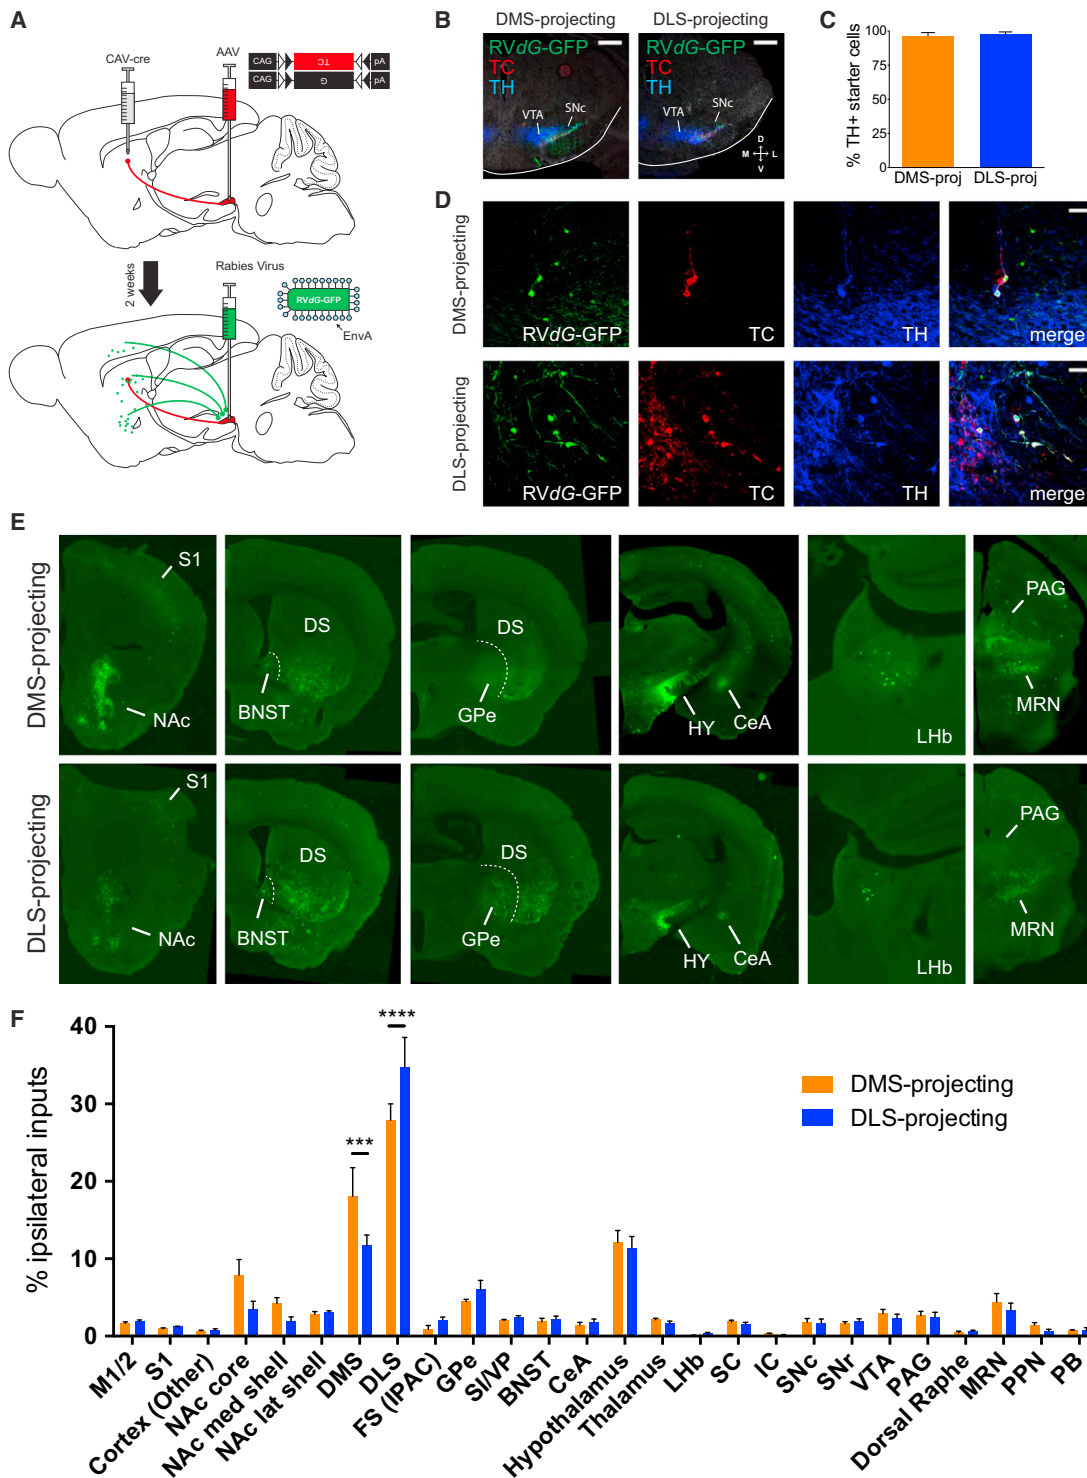 A
CAV-cre
AAV
CAG TC pA
CAG G pA
2 weeks
Rabies Virus
RVdG-GFP
EnvA
B
DMS-projecting
DLS-projecting
RVdG-GFP
TC
TH
VTA
SNc
RVdG-GFP
TC
TH
VTA
SNc
D
M L
V
C
% TH+ starter cells
100
75
50
25
0
DMS-proj
DLS-proj
D
DMS-projecting
RVdG-GFP
TC
TH
merge
DLS-projecting
RVdG-GFP
TC
TH
merge
E
DMS-projecting
S1
NAc
DS
BNST
DS
GPe
HY
CeA
LHb
PAG
MRN
DLS-projecting
S1
NAc
DS
BNST
DS
GPe
HY
CeA
LHb
PAG
MRN
F
% ipsilateral inputs
40
30
20
10
0
***
****
DMS-projecting
DLS-projecting
M1/2
S1
Cortex (Other)
NAc core
NAc med shell
NAc lat shell
DMS
DLS
FS (IPAC)
GPe
SI/VP
BNST
CeA
Hypothalamus
Thalamus
LHb
SC
IC
SNc
SNr
VTA
PAG
Dorsal Raphe
MRN
PPN
PB